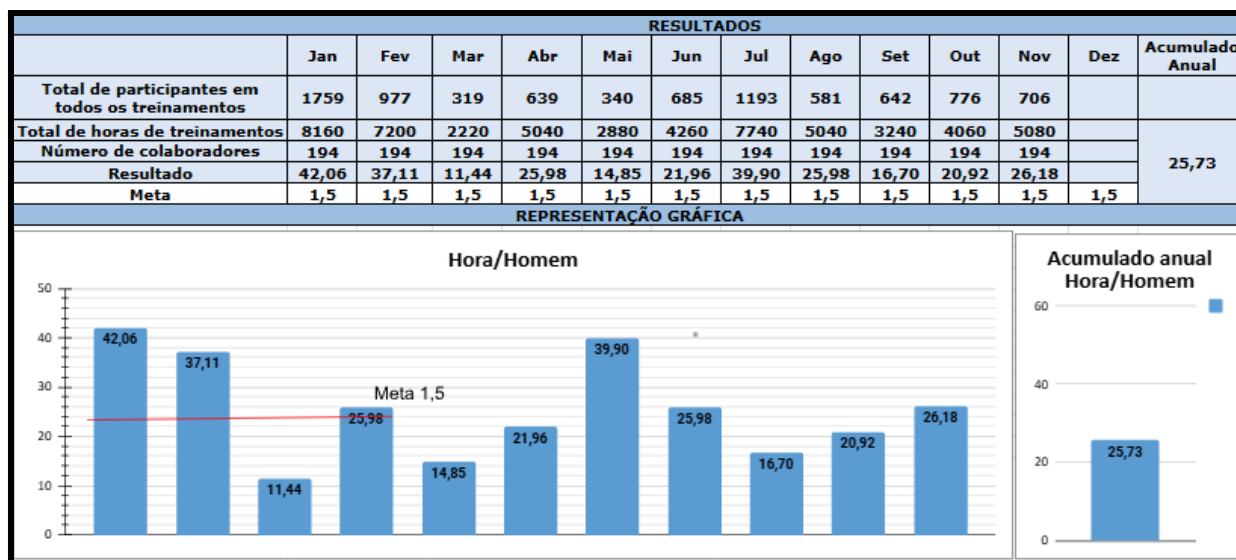 RESULTADOS
Jan Fev Mar Abr Mai Jun Jul Ago Set Out Nov Dez Acumulado Anual
Total de participantes em todos os treinamentos 1759 977 319 639 340 685 1193 581 642 776 706
Total de horas de treinamentos 8160 7200 2220 5040 2880 4260 7740 5040 3240 4060 5080
Número de colaboradores 194 194 194 194 194 194 194 194 194 194 194
25,73
Resultado 42,06 37,11 11,44 25,98 14,85 21,96 39,90 25,98 16,70 20,92 26,18
Meta 1,5 1,5 1,5 1,5 1,5 1,5 1,5 1,5 1,5 1,5 1,5 1,5
REPRESENTAÇÃO GRÁFICA
Hora/Homem
50
40
30
20
10
0
42,06
37,11
11,44
25,98
14,85
21,96
39,90
25,98
16,70
20,92
26,18
Meta 1,5
Acumulado anual
Hora/Homem
60
40
20
0
25,73